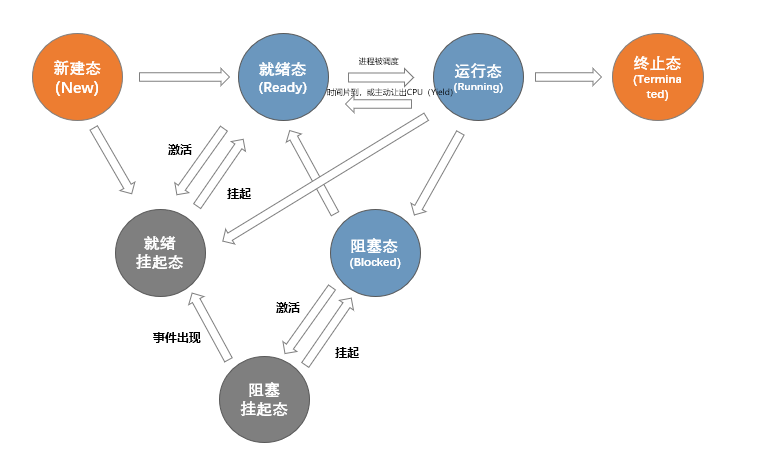 新建态
(New)
就绪态
(Ready)
进程被调度
时间片到，或主动让出CPU（Yield）
运行态
(Running)
终止态
(Termina
ted)
激活
挂起
就绪
挂起态
阻塞态
(Blocked)
激活
挂起
事件出现
阻塞
挂起态